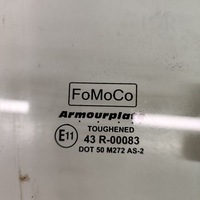 FoMoCo
Armourplate
TOUGHENED
E11 43 R-00083
DOT 50 M272 AS-2